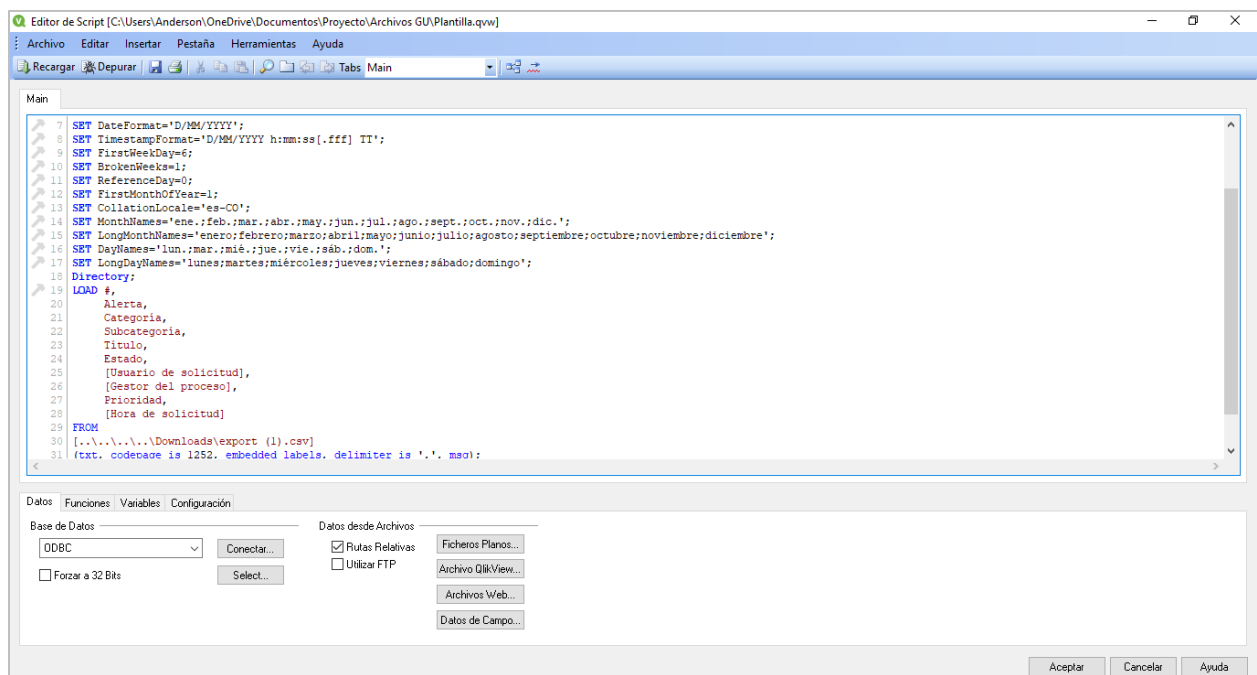 Editor de Script [C:\Users\Anderson\OneDrive\Documentos\Proyecto\Archivos GU\Plantilla.qvw]
Archivo Editar Insertar Pestaña Herramientas Ayuda
Recargar Depurar Tabs Main
Main
7 SET DateFormat='D/MM/YYYY';
8 SET TimestampFormat='D/MM/YYYY h:mm:ss[.fff] TT';
9 SET FirstWeekDay=6;
10 SET BrokenWeeks=1;
11 SET ReferenceDay=0;
12 SET FirstMonthOfYear=1;
13 SET CollationLocale='es-CO';
14 SET MonthNames='ene.;feb.;mar.;abr.;may.;jun.;jul.;ago.;sept.;oct.;nov.;dic.';
15 SET LongMonthNames='enero;febrero;marzo;abril;mayo;junio;julio;agosto;septiembre;octubre;noviembre;diciembre';
16 SET DayNames='lun.;mar.;mié.;jue.;vie.;sáb.;dom.';
17 SET LongDayNames='lunes;martes;miércoles;jueves;viernes;sábado;domingo';
18 Directory;
19 LOAD #,
20 Alerta,
21 Categoría,
22 Subcategoría,
23 Título,
24 Estado,
25 [Usuario de solicitud],
26 [Gestor del proceso],
27 Prioridad,
28 [Hora de solicitud]
29 FROM
30 [..\..\..\..\Downloads\export (1).csv]
31 (txt, codepage is 1252, embedded labels, delimiter is ',', msq);
Datos Funciones Variables Configuración
Base de Datos Datos desde Archivos
ODBC Conectar... Rutas Relativas Ficheros Planos...
Forzar a 32 Bits Select... Utilizar FTP Archivo QlikView...
Archivos Web...
Datos de Campo...
Aceptar Cancelar Ayuda